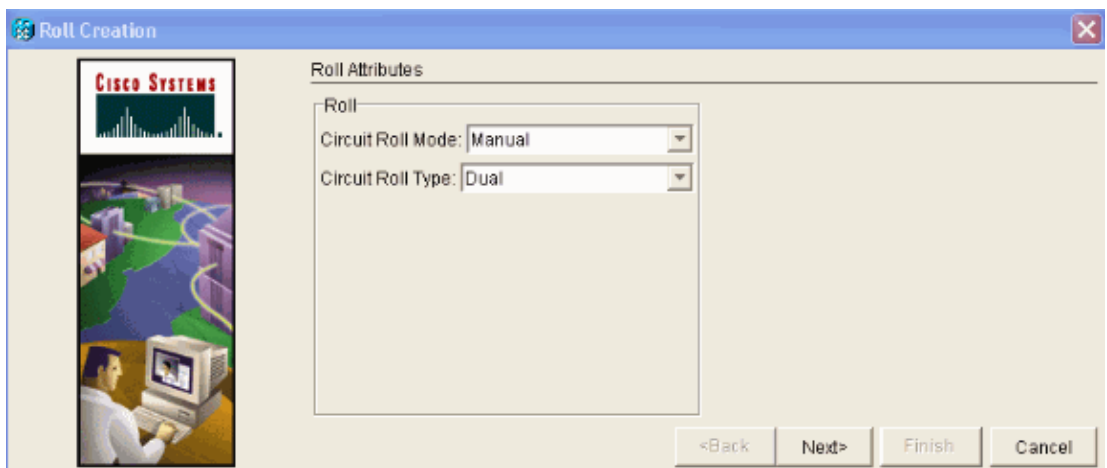 Roll Creation
CISCO SYSTEMS
Roll Attributes
Roll
Circuit Roll Mode: Manual
Circuit Roll Type: Dual
<Back Next> Finish Cancel